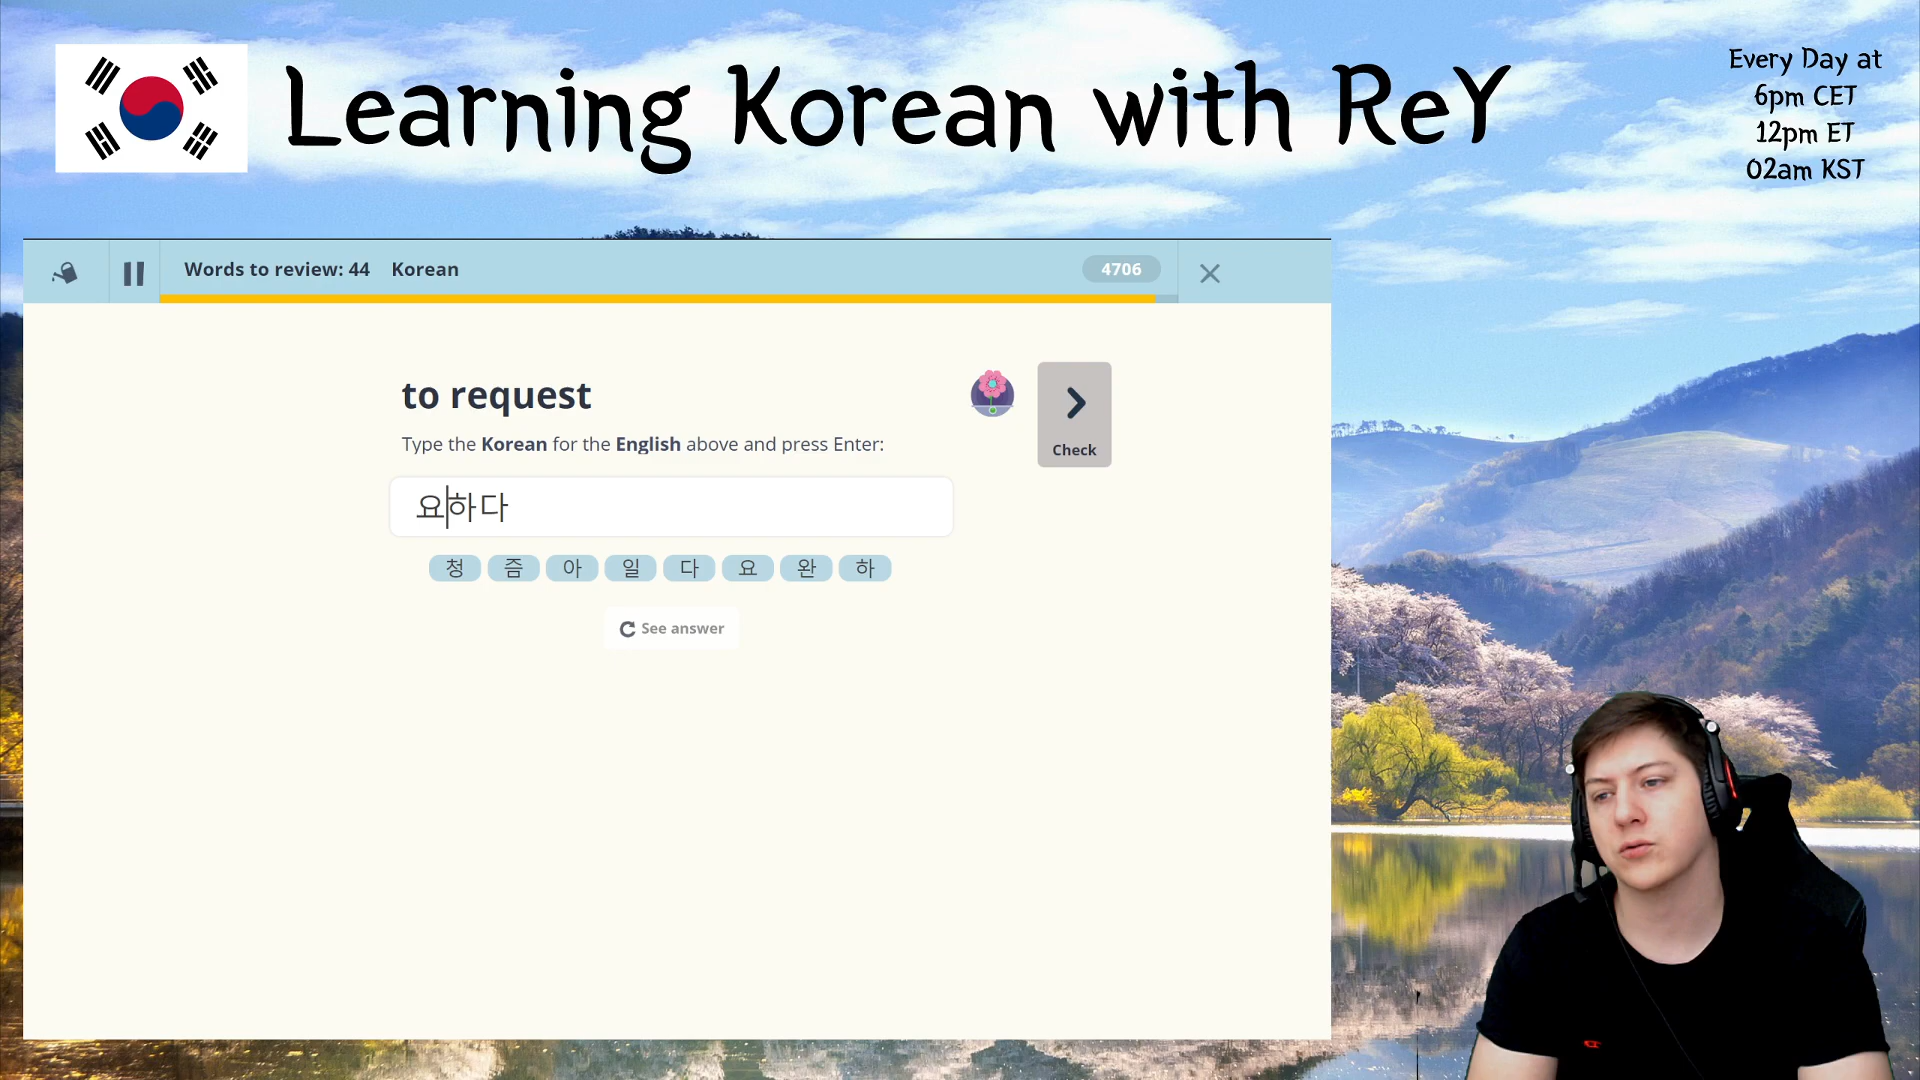 Learning Korean with ReY
Every Day at
6pm CET
12pm ET
02am KST
Words to review: 44 Korean
4706
to request
Type the Korean for the English above and press Enter:
Check
요하다
청 즘 아 일 다 요 완 하
See answer